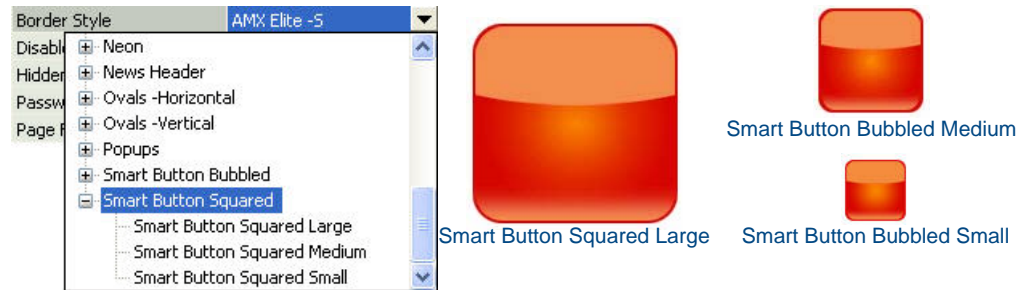 Border Style AMX Elite -S
Disabl
Hidden
Passw
Page F
Neon
News Header
Ovals -Horizontal
Ovals -Vertical
Popups
Smart Button Bubbled
Smart Button Squared
Smart Button Squared Large
Smart Button Squared Medium
Smart Button Squared Small
Smart Button Squared Large
Smart Button Bubbled Medium
Smart Button Bubbled Small